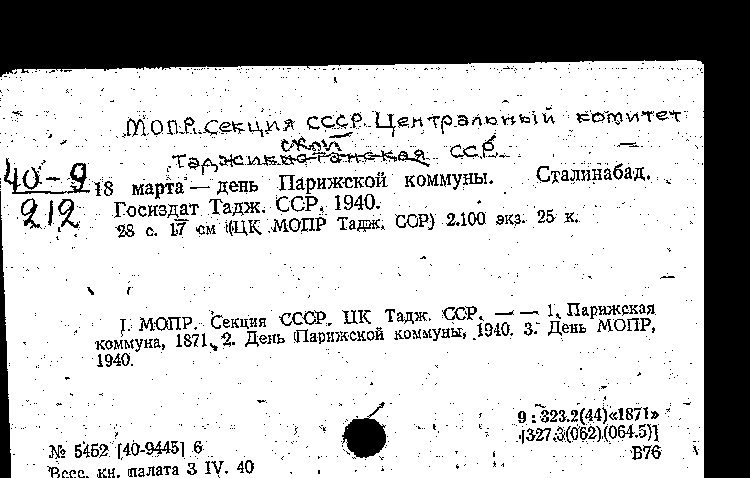 МОПР. Секция СССР. Центральный комитет
ской
Таджикистанская ССР.
40-9
212
18 марта — день Парижской коммуны. Сталинабад.
Госиздат Тадж. ССР, 1940.
28 с. 17 см (ЦК МОПР Тадж. ССР) 2.100 экз. 25 к.
I. МОПР. Секция СССР. ЦК Тадж. ССР. — — 1. Парижская
коммуна, 1871. 2. День Парижской коммуны, 1940. 3. День МОПР,
1940.
9 : 323.2(44)«1871»
[327.3(062)(064.5)]
№ 5452 [40-9445] б
В76
Всес. кн. палата 3 IV. 40